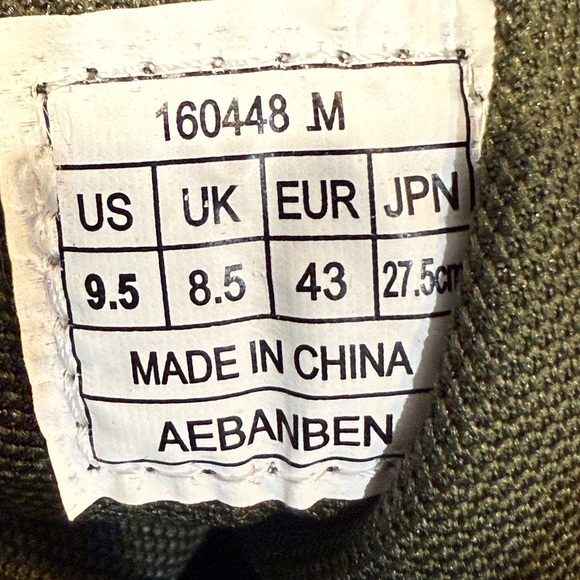 160448 M
US UK EUR JPN
9.5 8.5 43 27.5cm
MADE IN CHINA
AEBANBEN